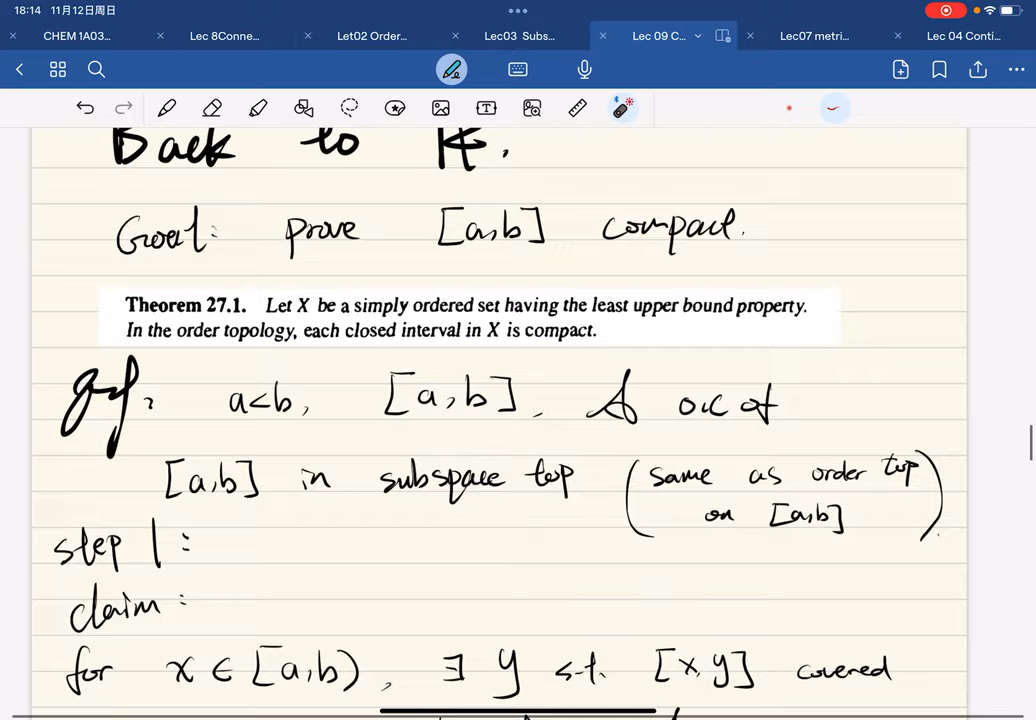 18:14 11月12日周日
CHEM 1A03... Lec 8Conne... Let02 Order... Lec03 Subs... Lec 09 C... Lec07 metri... Lec 04 Conti...
Back to R.
Goal: prove [a,b] compact.
Theorem 27.1. Let X be a simply ordered set having the least upper bound property.
In the order topology, each closed interval in X is compact.
a<b, [a,b]. A o.c of
[a,b] in subspace top (same as order top
on [a,b])
step 1:
claim:
for x ∈ [a,b), ∃ y s.t. [x,y] covered